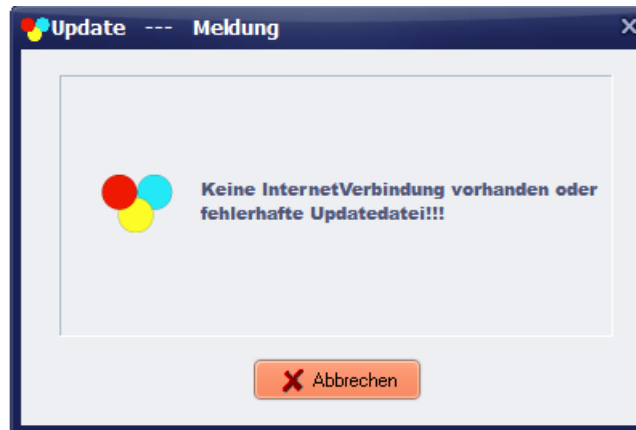 Update --- Meldung
Keine InternetVerbindung vorhanden oder
fehlerhafte Updatedatei!!!
Abbrechen